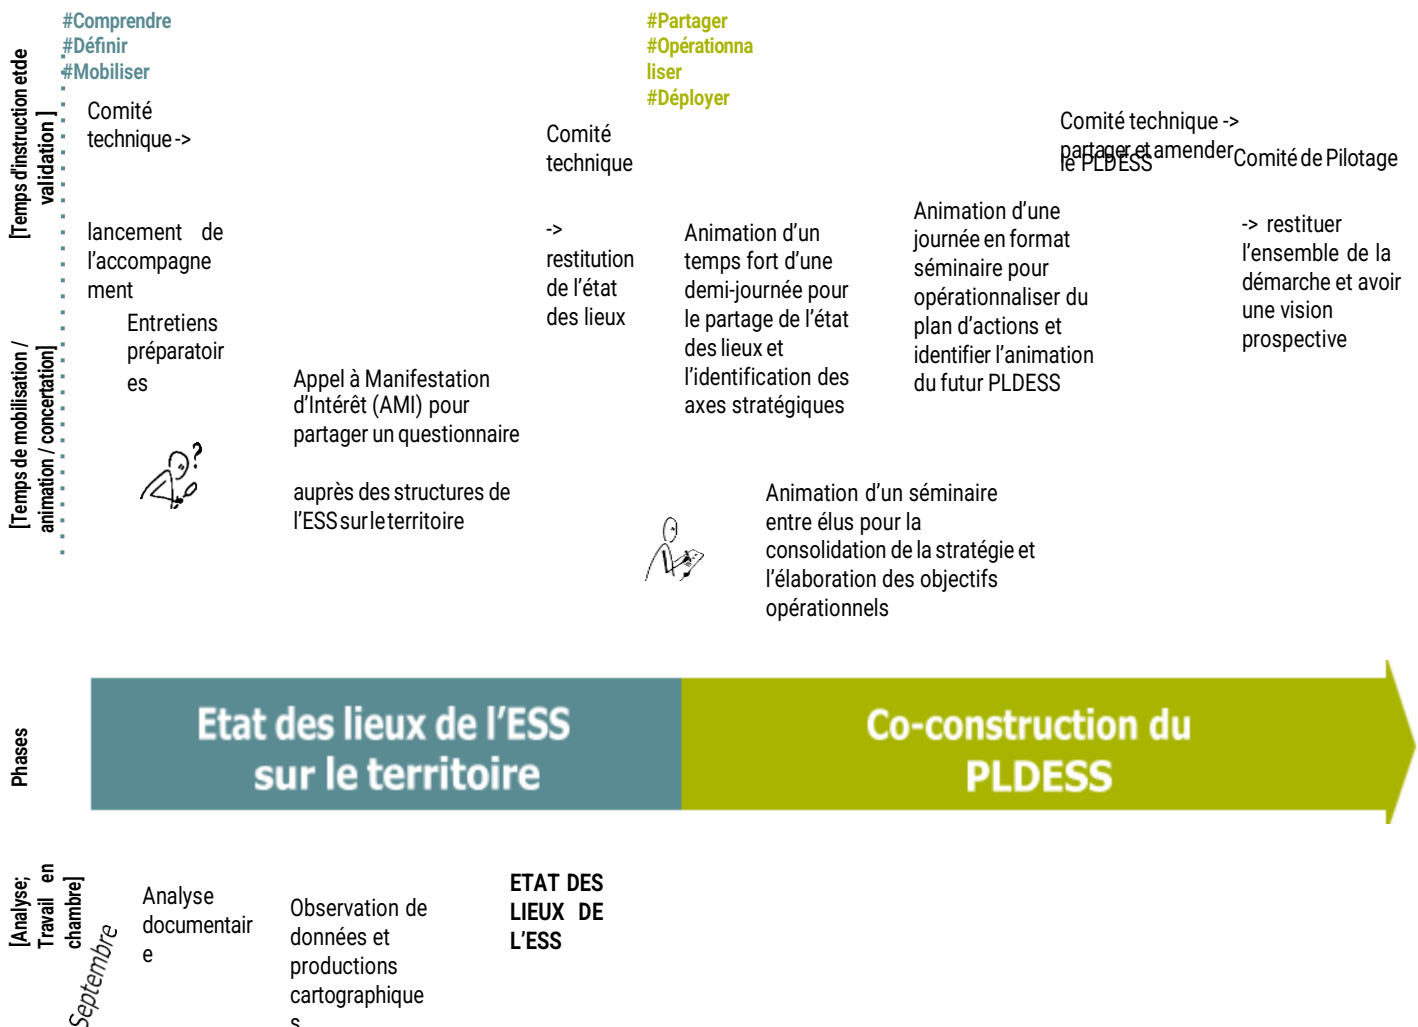 #Comprendre
#Définir
#Mobiliser
#Partager
#Opérationna
liser
#Déployer
[Temps d'instruction etde
validation ]
Comité
technique ->
lancement de
l'accompagne
ment
Comité
technique
->
restitution
de l'état
des lieux
Comité technique ->
partager et amender
le PLDESS
Comité de Pilotage
-> restituer
l'ensemble de la
démarche et avoir
une vision
prospective
[Temps de mobilisation /
animation / concertation]
Entretiens
préparatoir
es
?
Appel à Manifestation
d'Intérêt (AMI) pour
partager un questionnaire
auprès des structures de
l'ESS sur le territoire
Animation d'un
temps fort d'une
demi-journée pour
le partage de l'état
des lieux et
l'identification des
axes stratégiques
Animation d'une
journée en format
séminaire pour
opérationnaliser du
plan d'actions et
identifier l'animation
du futur PLDESS
Animation d'un séminaire
entre élus pour la
consolidation de la stratégie et
l'élaboration des objectifs
opérationnels
Phases
Etat des lieux de l'ESS
sur le territoire
Co-construction du
PLDESS
[Analyse;
Travail en
chambre]
Septembre
Analyse
documentair
e
Observation de
données et
productions
cartographique
s
ETAT DES
LIEUX DE
L'ESS